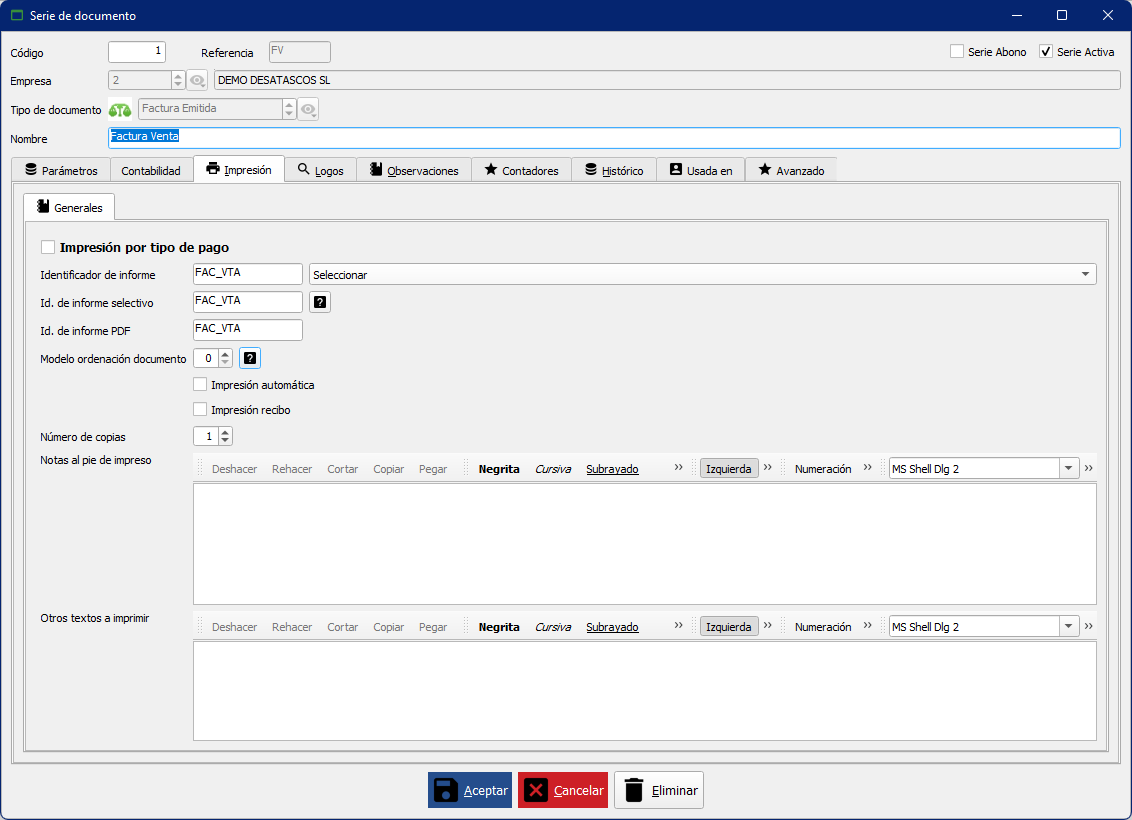 Serie de documento
Código 1 Referencia FV Serie Abono Serie Activa
Empresa 2 DEMO DESATASCOS SL
Tipo de documento Factura Emitida
Nombre Factura Venta
Parámetros Contabilidad Impresión Logos Observaciones Contadores Histórico Usada en Avanzado
Generales
Impresión por tipo de pago
Identificador de informe FAC_VTA Seleccionar
Id. de informe selectivo FAC_VTA ?
Id. de informe PDF FAC_VTA
Modelo ordenación documento 0 ?
Impresión automática
Impresión recibo
Número de copias 1
Notas al pie de impreso Deshacer Rehacer Cortar Copiar Pegar Negrita Cursiva Subrayado » Izquierda » Numeración » MS Shell Dlg 2 »
Otros textos a imprimir Deshacer Rehacer Cortar Copiar Pegar Negrita Cursiva Subrayado » Izquierda » Numeración » MS Shell Dlg 2 »
Aceptar Cancelar Eliminar